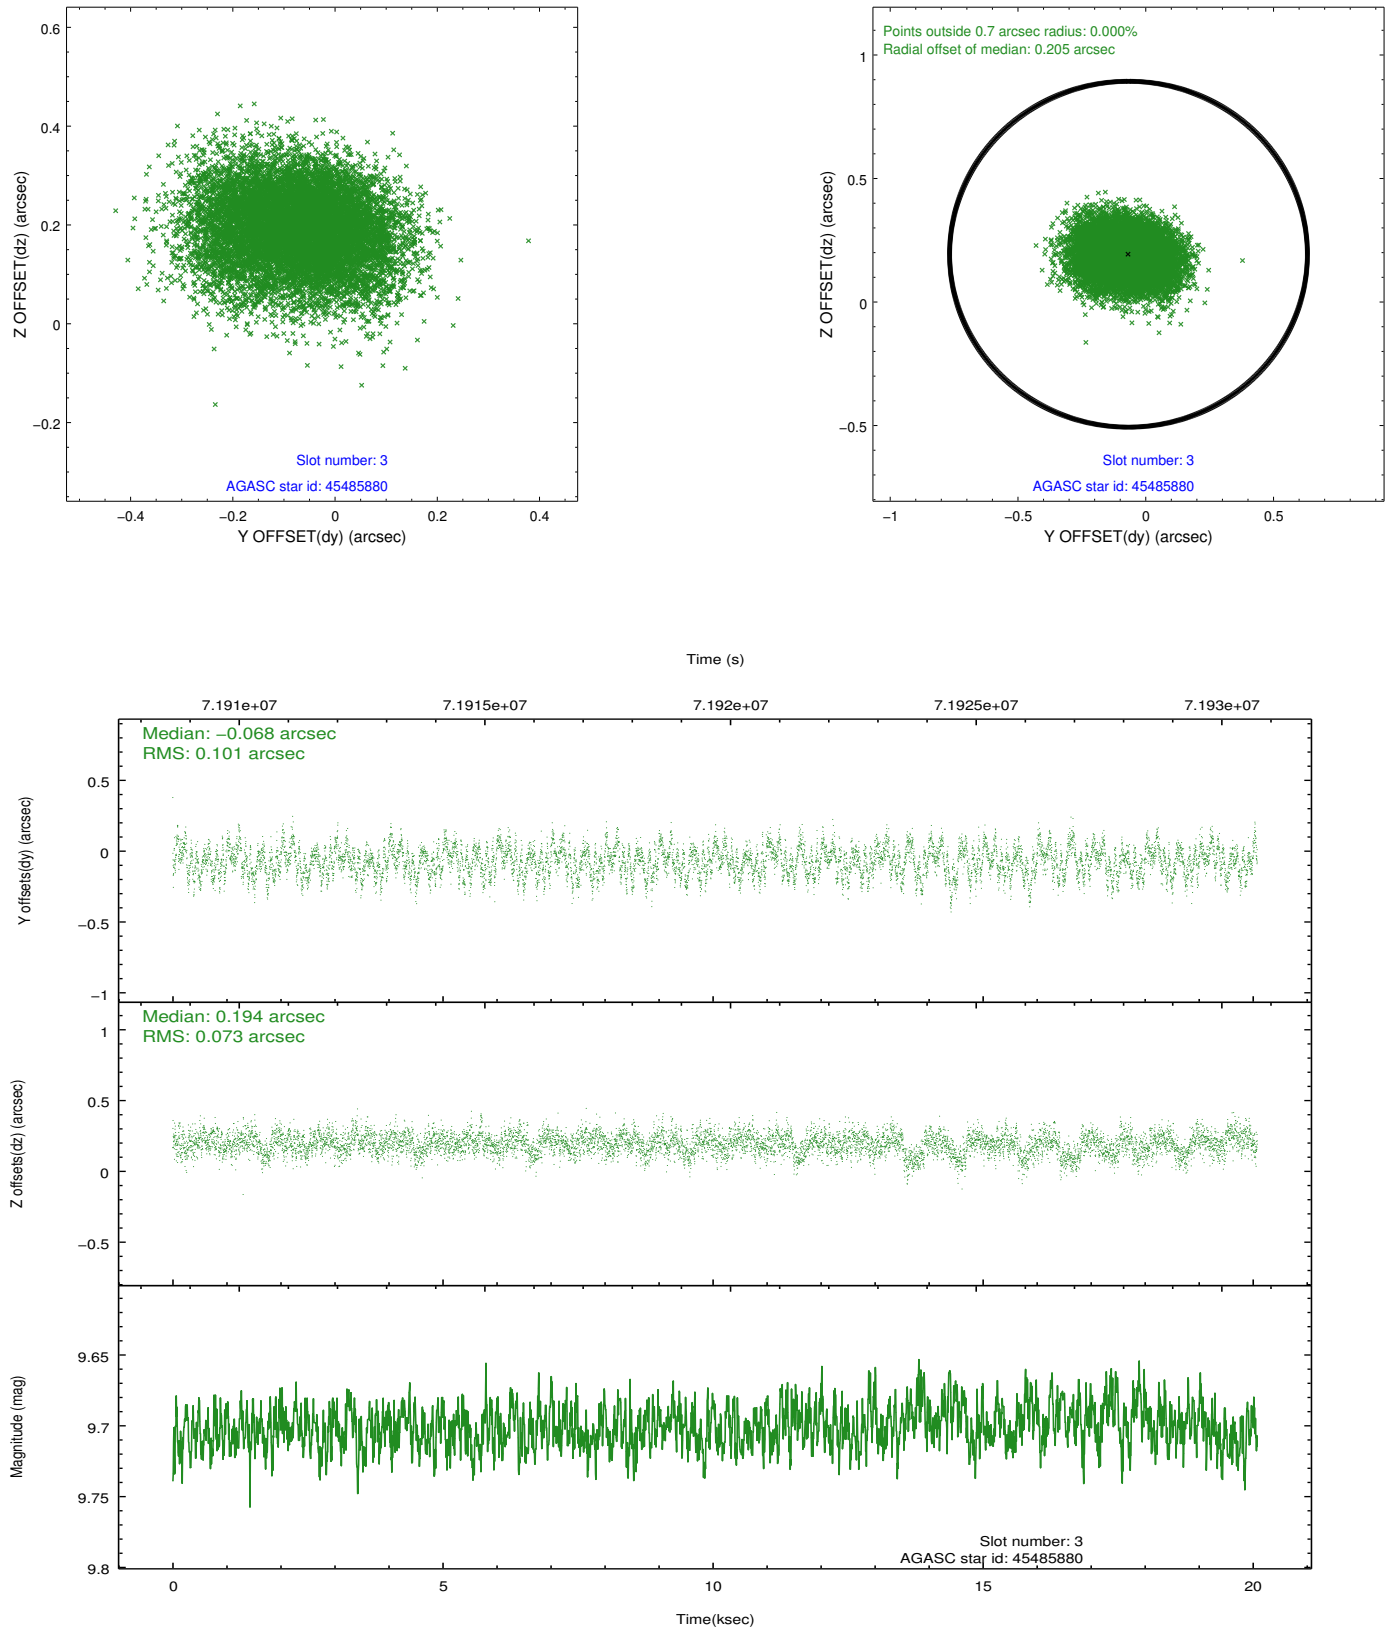 0.6
0.4
0.2
0
−0.2
Z OFFSET(dz) (arcsec)
Slot number: 3
AGASC star id: 45485880
−0.4
−0.2
0
0.2
0.4
Y OFFSET(dy) (arcsec)
Points outside 0.7 arcsec radius: 0.000%
Radial offset of median: 0.205 arcsec
1
0.5
0
−0.5
Z OFFSET(dz) (arcsec)
Slot number: 3
AGASC star id: 45485880
−1
−0.5
0
0.5
Y OFFSET(dy) (arcsec)
Time (s)
7.191e+07
7.1915e+07
7.192e+07
7.1925e+07
7.193e+07
Median: −0.068 arcsec
RMS: 0.101 arcsec
0.5
0
−0.5
−1
Y offsets(dy) (arcsec)
Median: 0.194 arcsec
RMS: 0.073 arcsec
1
0.5
0
−0.5
Z offsets(dz) (arcsec)
9.65
9.7
9.75
9.8
Magnitude (mag)
Slot number: 3
AGASC star id: 45485880
0
5
10
15
20
Time(ksec)